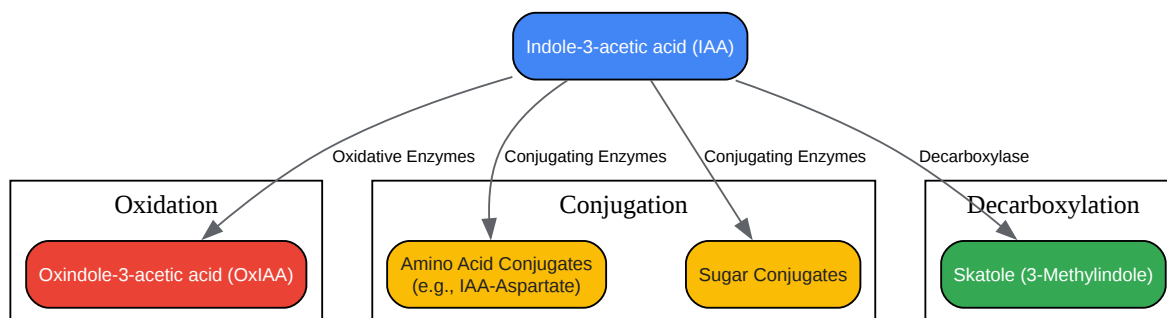 Indole-3-acetic acid (IAA)
Oxidative Enzymes
Conjugating Enzymes
Conjugating Enzymes
Decarboxylase
Oxidation
Conjugation
Decarboxylation
Oxindole-3-acetic acid (OxIAA)
Amino Acid Conjugates
(e.g., IAA-Aspartate)
Sugar Conjugates
Skatole (3-Methylindole)